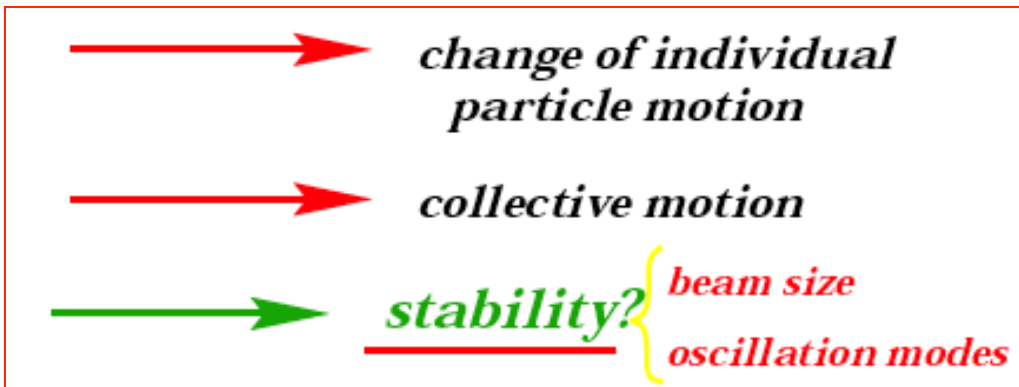 change of individual
particle motion
collective motion
stability?
beam size
oscillation modes